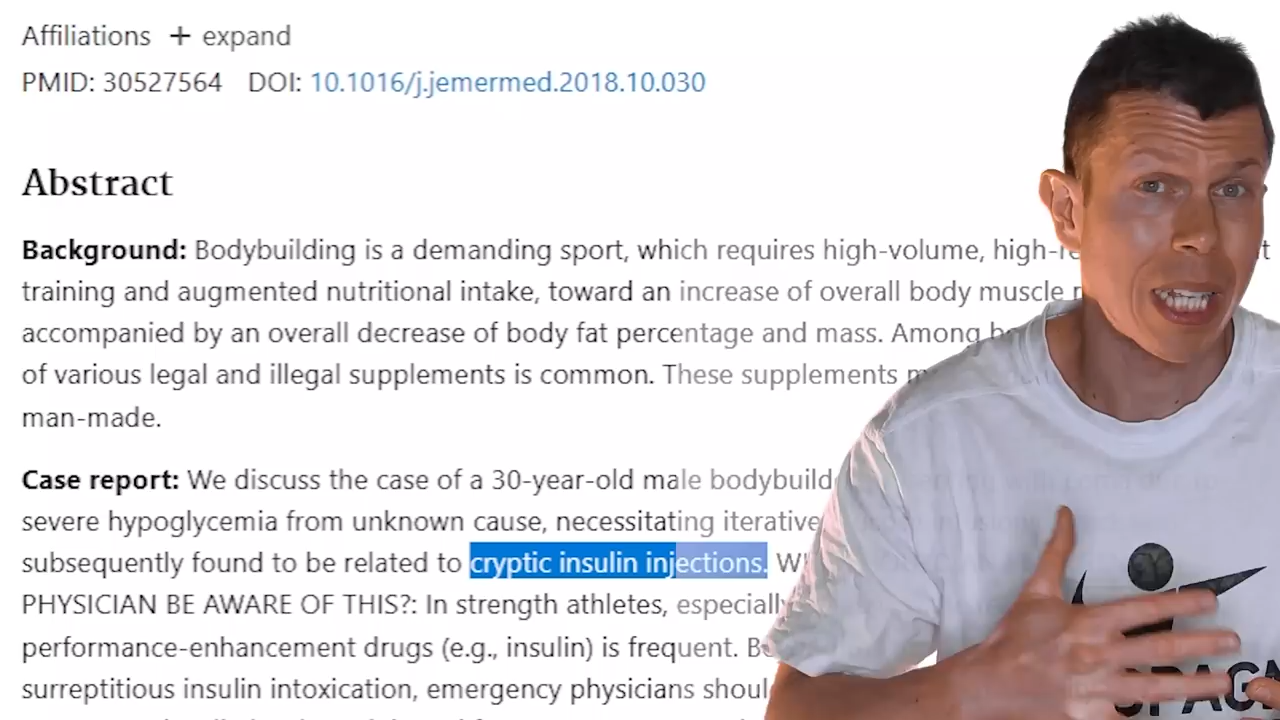 Affiliations + expand
PMID: 30527564 DOI: 10.1016/j.jemermed.2018.10.030
Abstract
Background: Bodybuilding is a demanding sport, which requires high-volume,
training and augmented nutritional intake, toward an increase of overall body muscle
accompanied by an overall decrease of body fat percentage and mass. Among
of various legal and illegal supplements is common. These supplements
man-made.
Case report: We discuss the case of a 30-year-old male
severe hypoglycemia from unknown cause, necessitating iterative
subsequently found to be related to cryptic insulin injections.
PHYSICIAN BE AWARE OF THIS?: In strength athletes, especially
performance-enhancement drugs (e.g., insulin) is frequent.
surreptitious insulin intoxication, emergency physicians